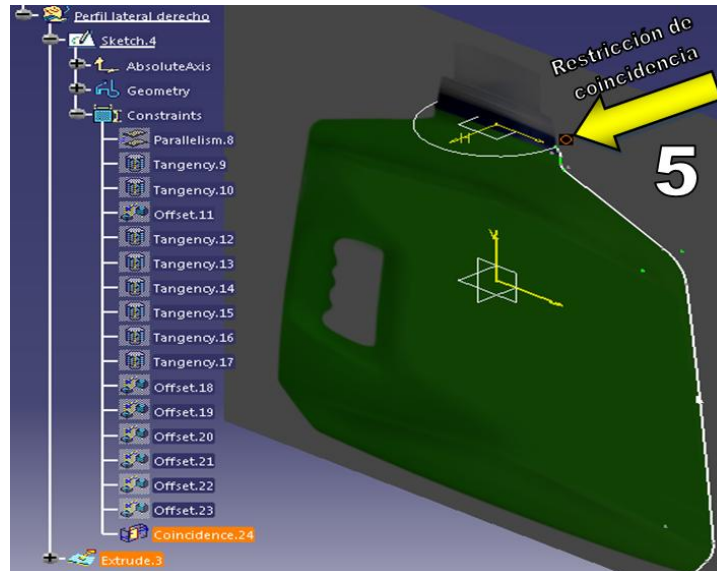 Perfil lateral derecho
Sketch.4
AbsoluteAxis
Geometry
Constraints
Parallelism.8
Tangency.9
Tangency.10
Offset.11
Tangency.12
Tangency.13
Tangency.14
Tangency.15
Tangency.16
Tangency.17
Offset.18
Offset.19
Offset.20
Offset.21
Offset.22
Offset.23
Coincidence.24
Extrude.3
Restricción de
coincidencia
5
H